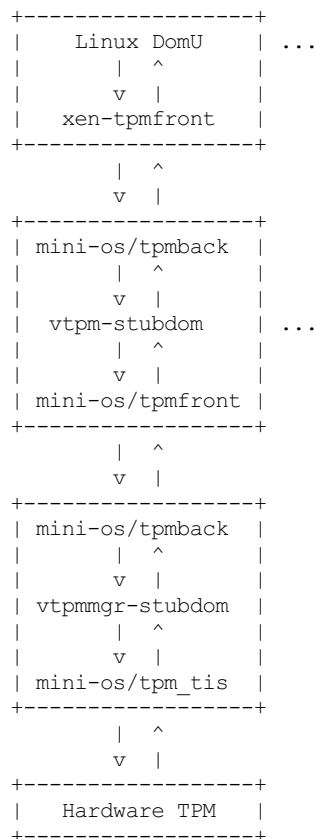 +------------------+
|    Linux DomU    | ...
|       |  ^       |
|       v  |       |
|   xen-tpmfront   |
+------------------+
        |  ^
        v  |
+------------------+
| mini-os/tpmback  |
|       |  ^       |
|       v  |       |
|  vtpm-stubdom    | ...
|       |  ^       |
|       v  |       |
| mini-os/tpmfront |
+------------------+
        |  ^
        v  |
+------------------+
| mini-os/tpmback  |
|       |  ^       |
|       v  |       |
| vtpmmgr-stubdom  |
|       |  ^       |
|       v  |       |
| mini-os/tpm_tis  |
+------------------+
        |  ^
        v  |
+------------------+
|   Hardware TPM   |
+------------------+